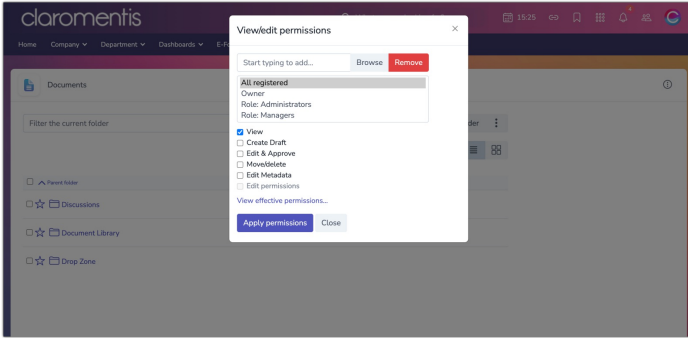 claromentis
15:25
Home Company Department Dashboards E-Fo
View/edit permissions
Start typing to add... Browse Remove
All registered
Owner
Role: Administrators
Role: Managers
View
Create Draft
Edit & Approve
Move/delete
Edit Metadata
Edit permissions
View effective permissions...
Apply permissions Close
Documents
Filter the current folder
der
Parent folder
Discussions
Document Library
Drop Zone